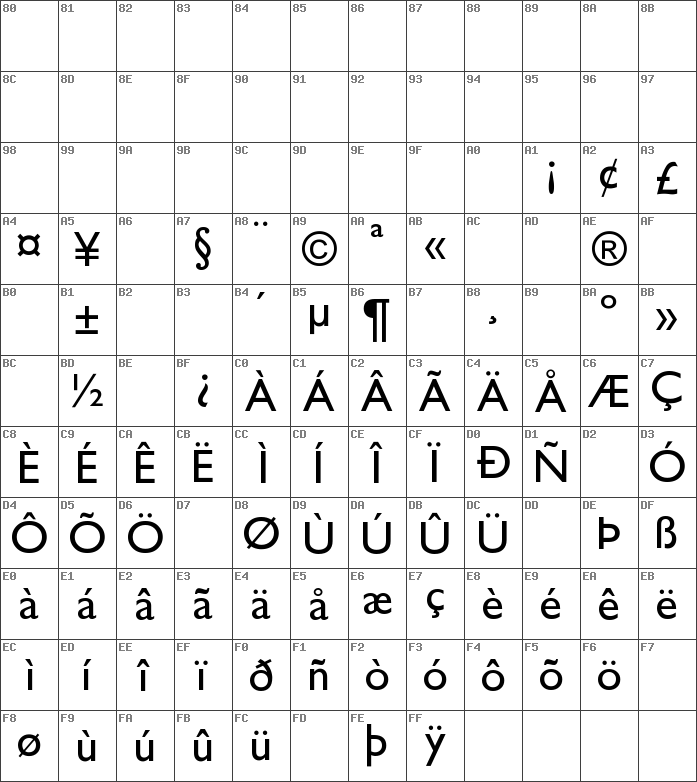 80 81 82 83 84 85 86 87 88 89 8A 8B
8C 8D 8E 8F 90 91 92 93 94 95 96 97
98 99 9A 9B 9C 9D 9E 9F A0 A1 A2 A3
¡ ¢ £
A4 A5 A6 A7 A8 A9 AA AB AC AD AE AF
¤ ¥ § ¨ © ª « ®
B0 B1 B2 B3 B4 B5 B6 B7 B8 B9 BA BB
± ´ µ ¶ ¸ º »
BC BD BE BF C0 C1 C2 C3 C4 C5 C6 C7
½ ¿ À Á Â Ã Ä Å Æ Ç
C8 C9 CA CB CC CD CE CF D0 D1 D2 D3
È É Ê Ë Ì Í Î Ï Ð Ñ Ó
D4 D5 D6 D7 D8 D9 DA DB DC DD DE DF
Ô Õ Ö Ø Ù Ú Û Ü Þ ß
E0 E1 E2 E3 E4 E5 E6 E7 E8 E9 EA EB
à á â ã ä å æ ç è é ê ë
EC ED EE EF F0 F1 F2 F3 F4 F5 F6 F7
ì í î ï ð ñ ò ó ô õ ö
F8 F9 FA FB FC FD FE FF
ø ù ú û ü þ ÿ